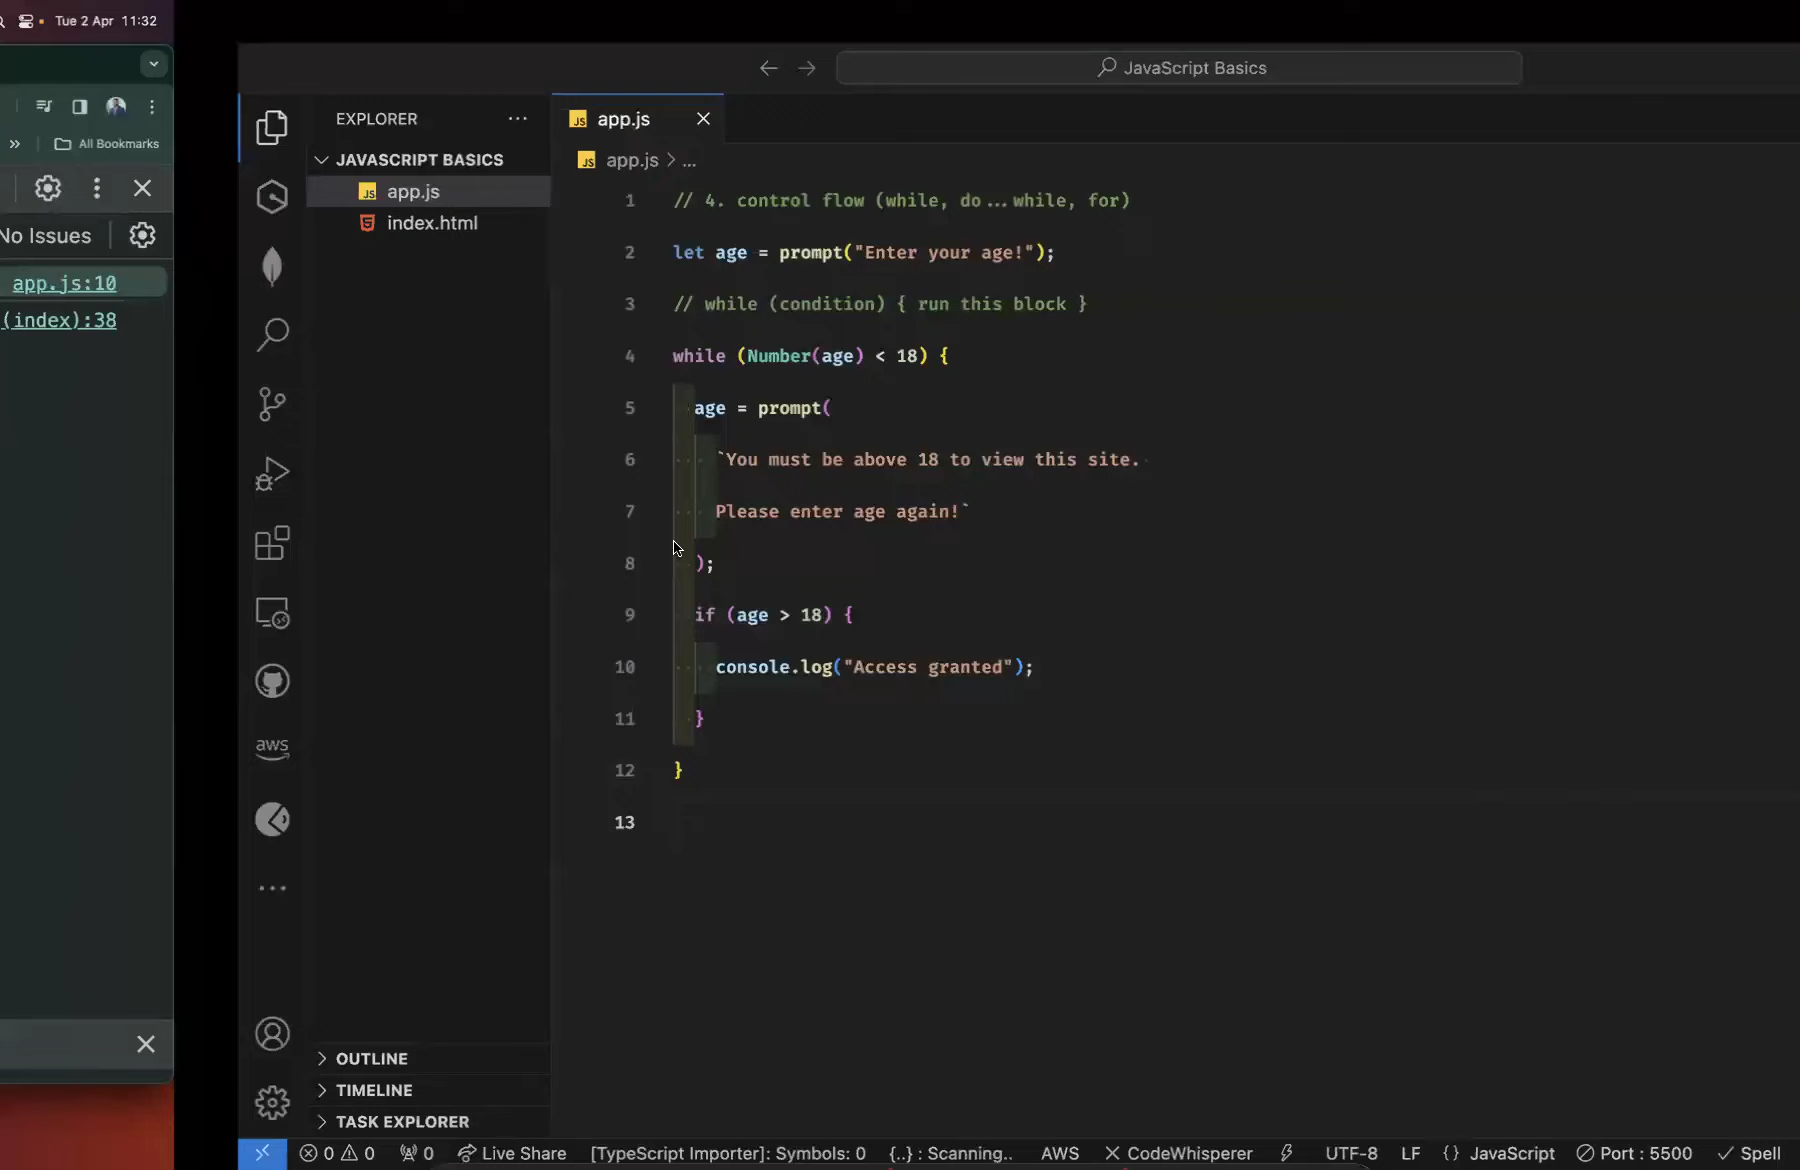 Tue 2 Apr 11:32
All Bookmarks
No Issues
app.js:10
(index):38
JavaScript Basics
EXPLORER
JAVASCRIPT BASICS
JS app.js
index.html
aws
OUTLINE
TIMELINE
TASK EXPLORER
JS app.js
JS app.js > ...
1 // 4. control flow (while, do...while, for)
2 let age = prompt("Enter your age!");
3 // while (condition) { run this block }
4 while (Number(age) < 18) {
5 age = prompt(
6 `You must be above 18 to view this site.
7 Please enter age again!`
8 );
9 if (age > 18) {
10 console.log("Access granted");
11 }
12 }
13
0 0 0 Live Share [TypeScript Importer]: Symbols: 0 {..} : Scanning.. AWS CodeWhisperer UTF-8 LF {} JavaScript Port : 5500 Spell